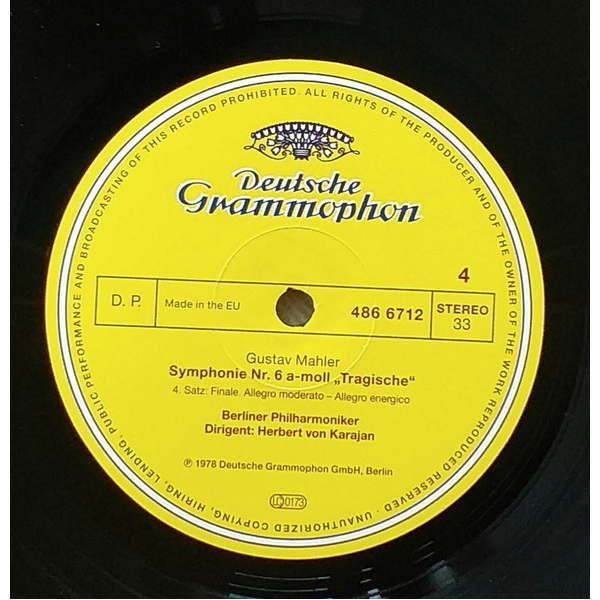 UNAUTHORIZED COPYING, HIRING, LENDING, PUBLIC PERFORMANCE AND BROADCASTING OF THIS RECORD PROHIBITED. ALL RIGHTS OF THE PRODUCER AND OF THE OWNER OF THE WORK REPRODUCED RESERVED ·
Deutsche
Grammophon
4
D. P. Made in the EU 486 6712 STEREO
33
Gustav Mahler
Symphonie Nr. 6 a-moll „Tragische“
4. Satz: Finale. Allegro moderato – Allegro energico
Berliner Philharmoniker
Dirigent: Herbert von Karajan
℗ 1978 Deutsche Grammophon GmbH, Berlin
LC 0173